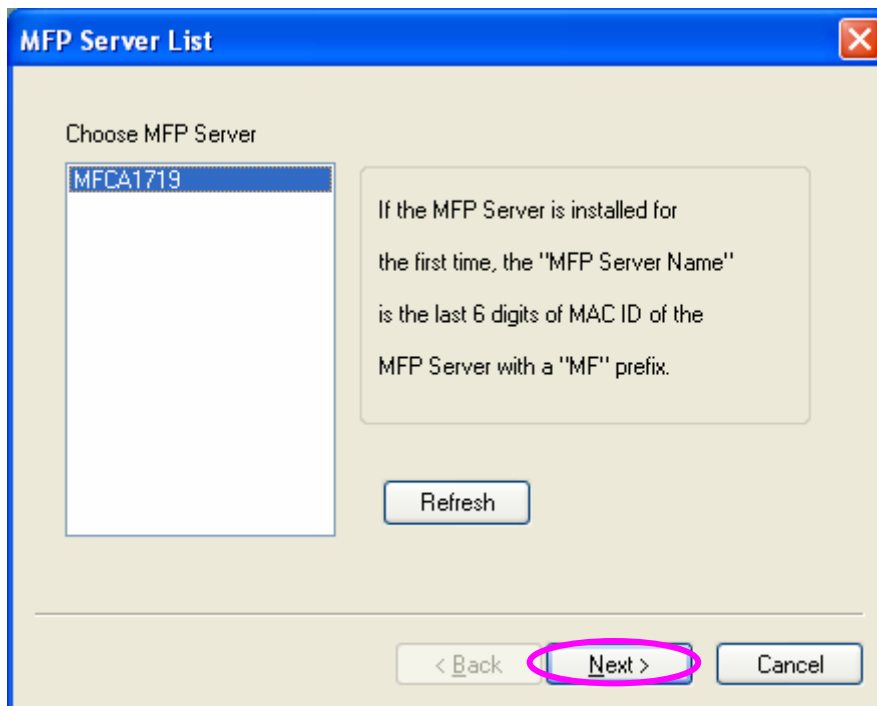 MFP Server List
Choose MFP Server
MFCA1719
If the MFP Server is installed for
the first time, the "MFP Server Name"
is the last 6 digits of MAC ID of the
MFP Server with a "MF" prefix.
Refresh
< Back
Next >
Cancel